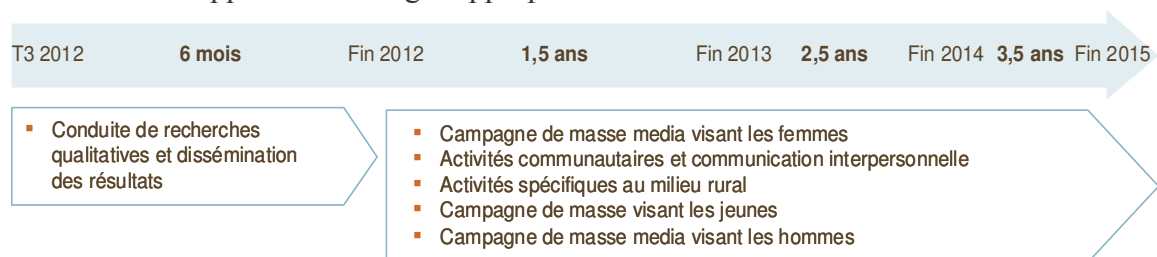 T3 2012 6 mois Fin 2012 1,5 ans Fin 2013 2,5 ans Fin 2014 3,5 ans Fin 2015
▪ Conduite de recherches
qualitatives et dissémination
des résultats
▪ Campagne de masse media visant les femmes
▪ Activités communautaires et communication interpersonnelle
▪ Activités spécifiques au milieu rural
▪ Campagne de masse visant les jeunes
▪ Campagne de masse media visant les hommes